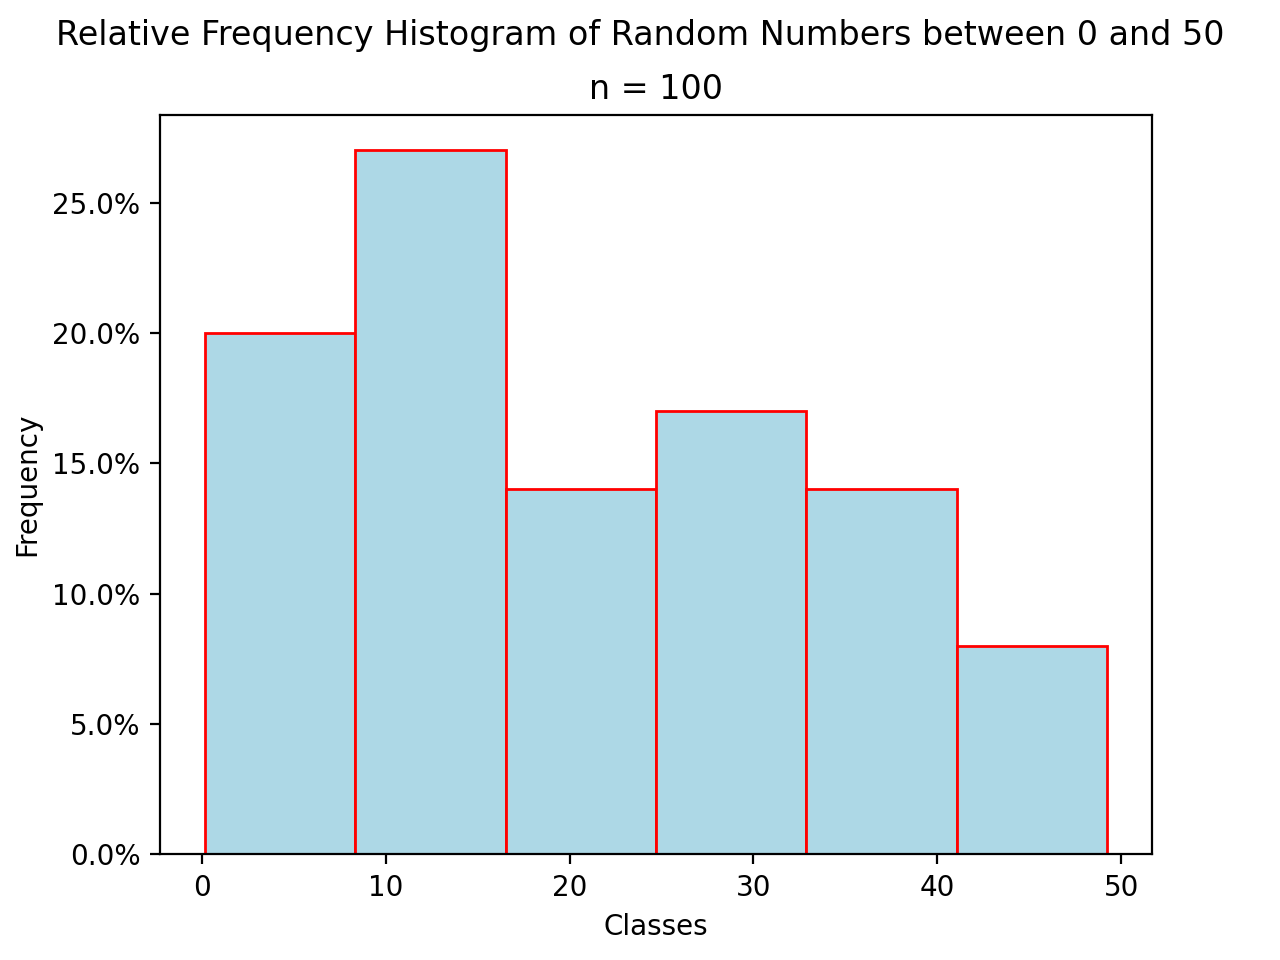 Relative Frequency Histogram of Random Numbers between 0 and 50
n = 100
25.0%
20.0%
15.0%
10.0%
5.0%
0.0%
Frequency
0 10 20 30 40 50
Classes